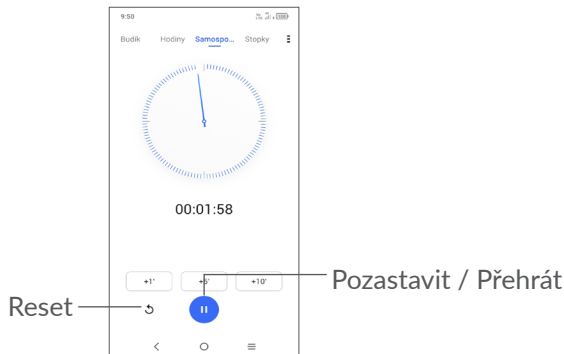 9:50
Budík Hodiny Samospo... Stopky
00:01:58
+1' +5' +10'
Pozastavit / Přehrát
Reset